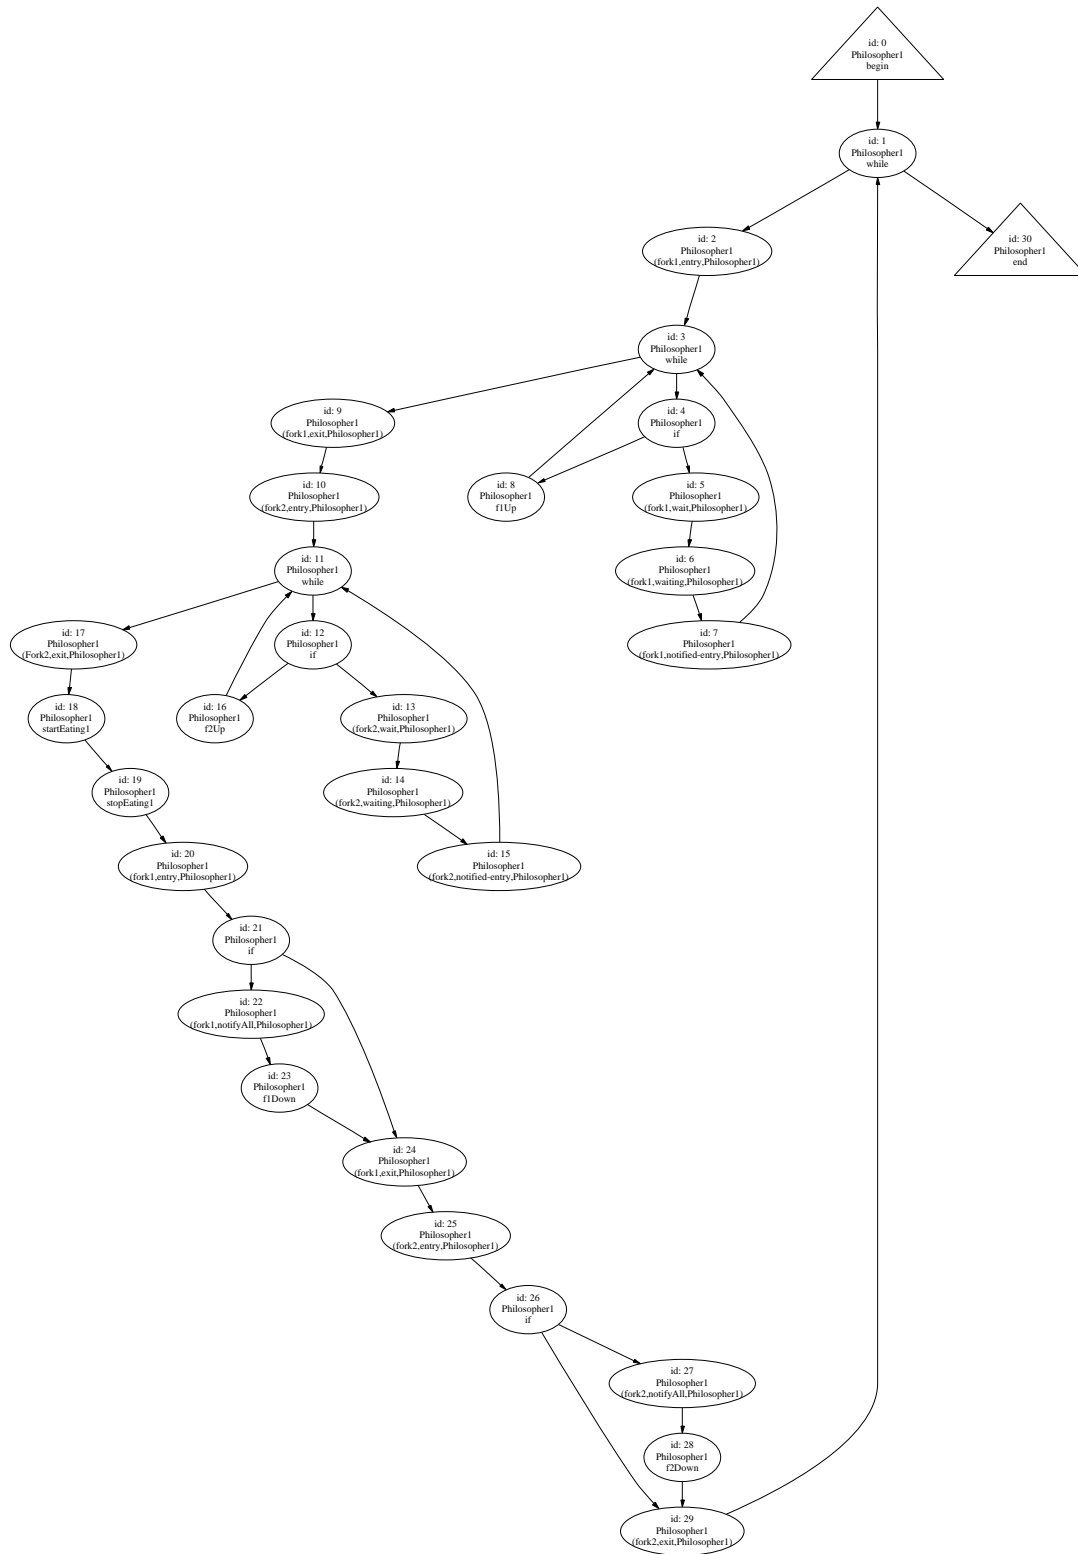 id: 0
Philosopher1
begin
id: 1
Philosopher1
while
id: 2
Philosopher1
(fork1,entry,Philosopher1)
id: 30
Philosopher1
end
id: 3
Philosopher1
while
id: 9
Philosopher1
(fork1,exit,Philosopher1)
id: 4
Philosopher1
if
id: 10
Philosopher1
(fork2,entry,Philosopher1)
id: 8
Philosopher1
f1Up
id: 5
Philosopher1
(fork1,wait,Philosopher1)
id: 11
Philosopher1
while
id: 6
Philosopher1
(fork1,waiting,Philosopher1)
id: 17
Philosopher1
(Fork2,exit,Philosopher1)
id: 12
Philosopher1
if
id: 7
Philosopher1
(fork1,notified-entry,Philosopher1)
id: 18
Philosopher1
startEating1
id: 16
Philosopher1
f2Up
id: 13
Philosopher1
(fork2,wait,Philosopher1)
id: 19
Philosopher1
stopEating1
id: 14
Philosopher1
(fork2,waiting,Philosopher1)
id: 20
Philosopher1
(fork1,entry,Philosopher1)
id: 15
Philosopher1
(fork2,notified-entry,Philosopher1)
id: 21
Philosopher1
if
id: 22
Philosopher1
(fork1,notifyAll,Philosopher1)
id: 23
Philosopher1
f1Down
id: 24
Philosopher1
(fork1,exit,Philosopher1)
id: 25
Philosopher1
(fork2,entry,Philosopher1)
id: 26
Philosopher1
if
id: 27
Philosopher1
(fork2,notifyAll,Philosopher1)
id: 28
Philosopher1
f2Down
id: 29
Philosopher1
(fork2,exit,Philosopher1)